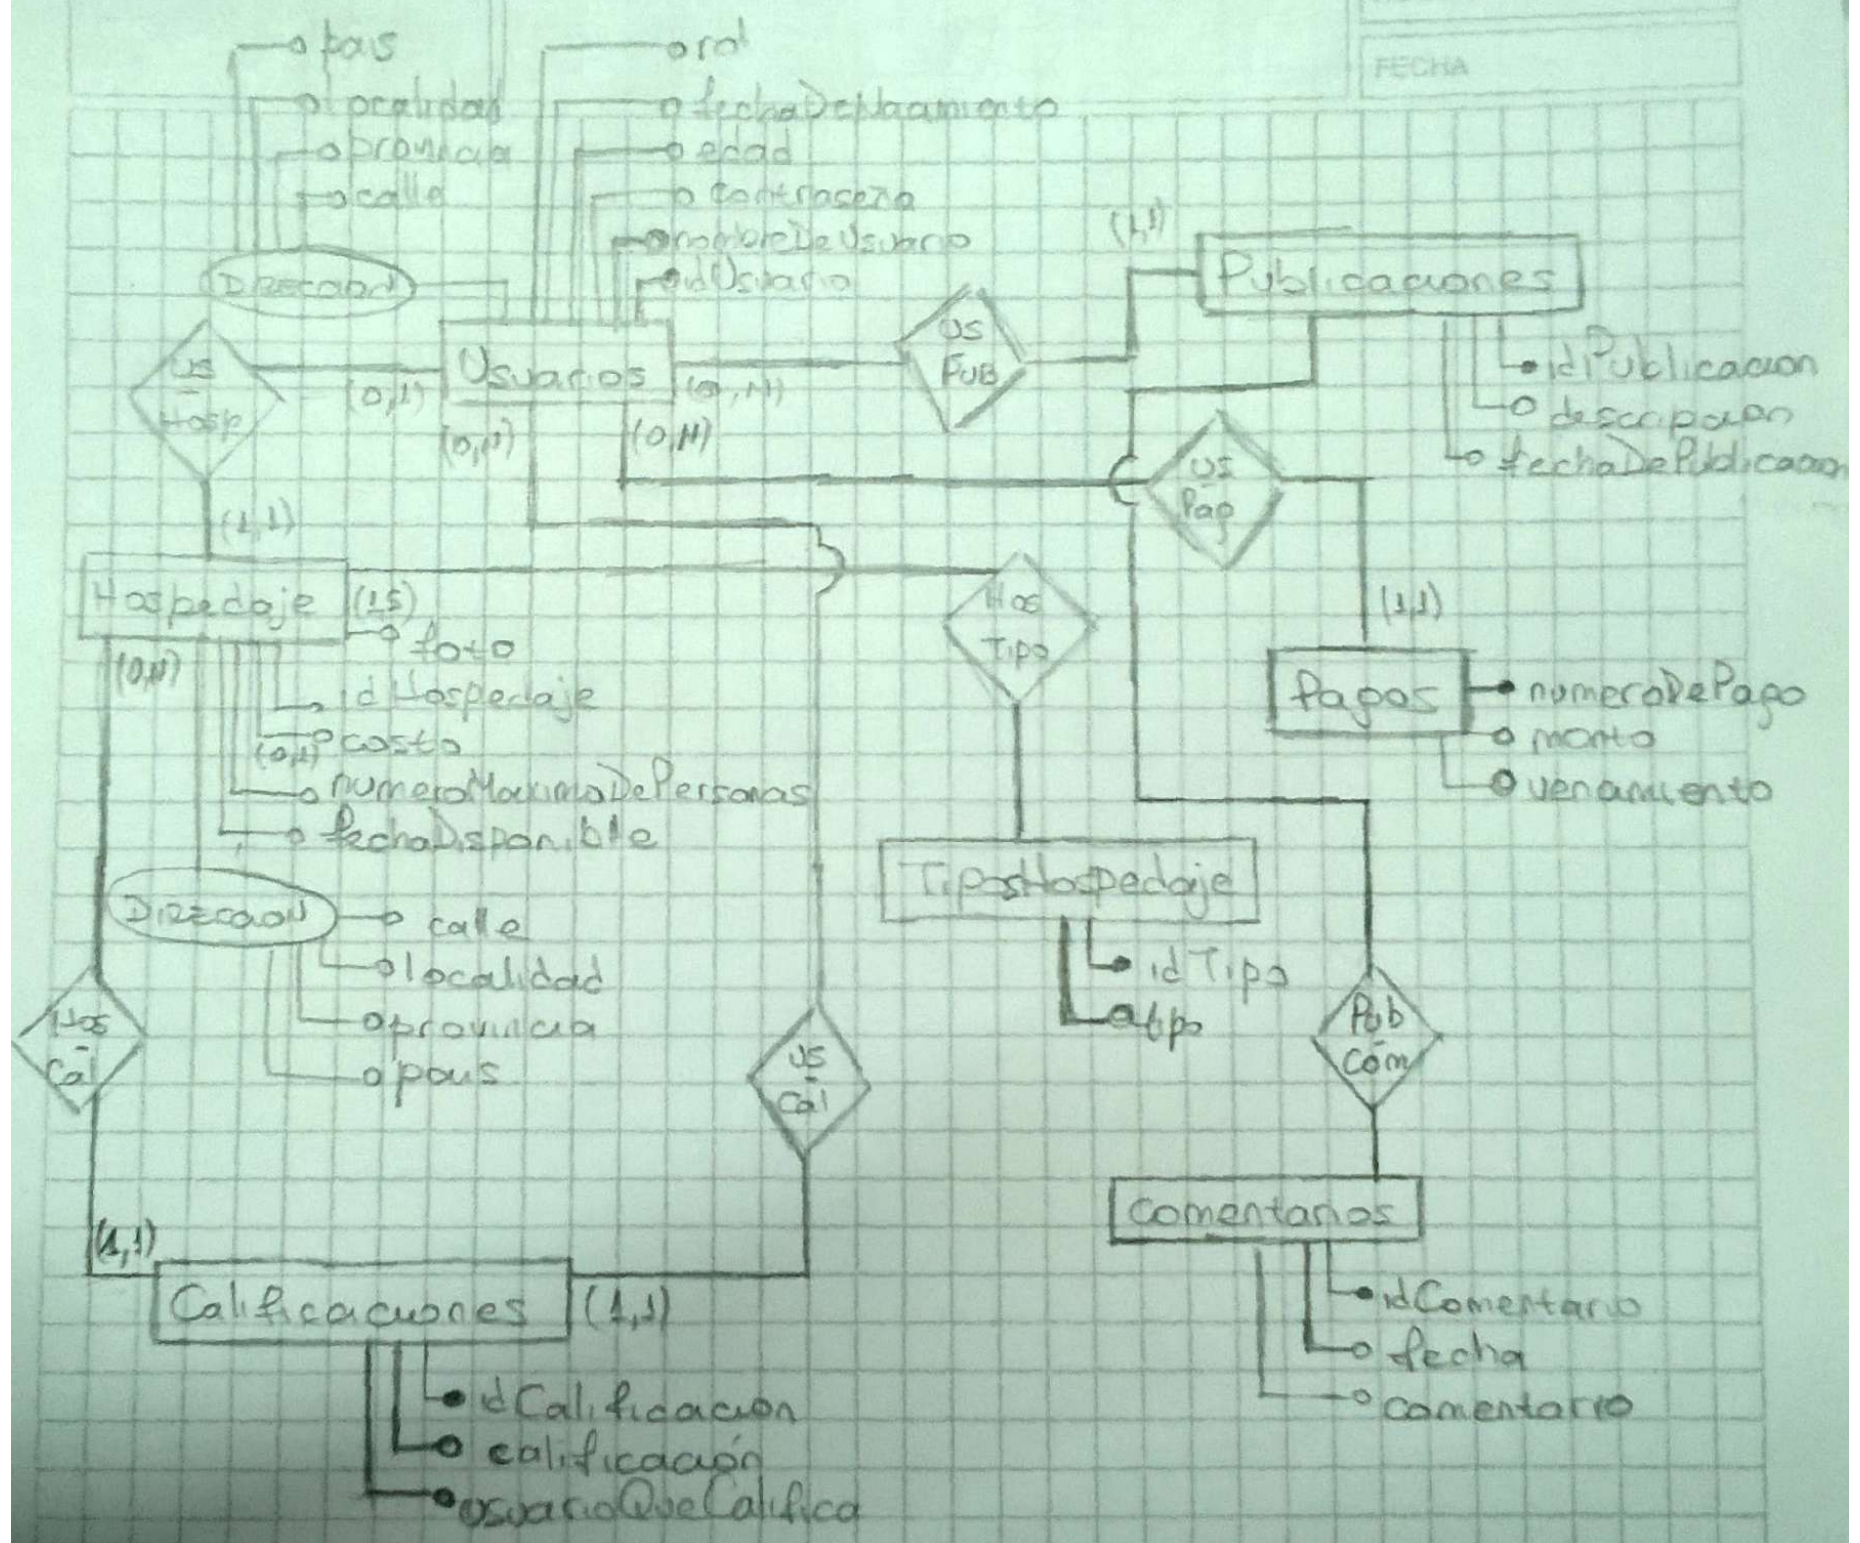 FECHA
pais
localidad
provincia
calle
DIRECCION
rol
fechaDeNacimiento
edad
contraseña
nombreDeUsuario
idUsuario
Usuarios
(0,1)
(0,N)
(0,N)
(0,N)
US
-
Hosp
(1,1)
US
PUB
(1,1)
Publicaciones
idPublicacion
descripcion
fechaDePublicacion
US
-
Pag
(1,1)
Pagos
numeroDePago
monto
vencimiento
Hospedaje
(15)
foto
(0,N)
idHospedaje
costo
(0,1)
numeroMaximoDePersonas
fechaDisponible
DIRECCION
calle
localidad
provincia
pais
Hos
Tipo
TiposHospedaje
idTipo
tipo
Hos
-
Cal
US
-
Cal
Pub
-
Com
Comentarios
idComentario
fecha
comentario
(1,1)
Calificaciones
(1,1)
idCalificacion
calificación
usuarioQueCalifica